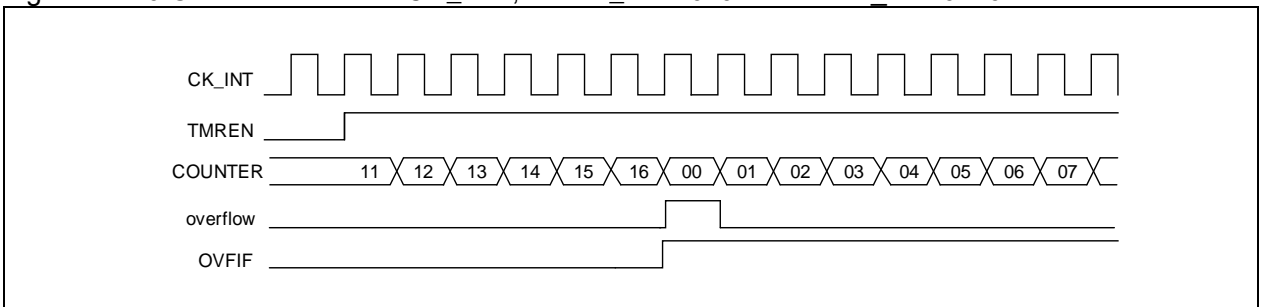 CK_INT
TMREN
COUNTER 11 12 13 14 15 16 00 01 02 03 04 05 06 07
overflow
OVFIF